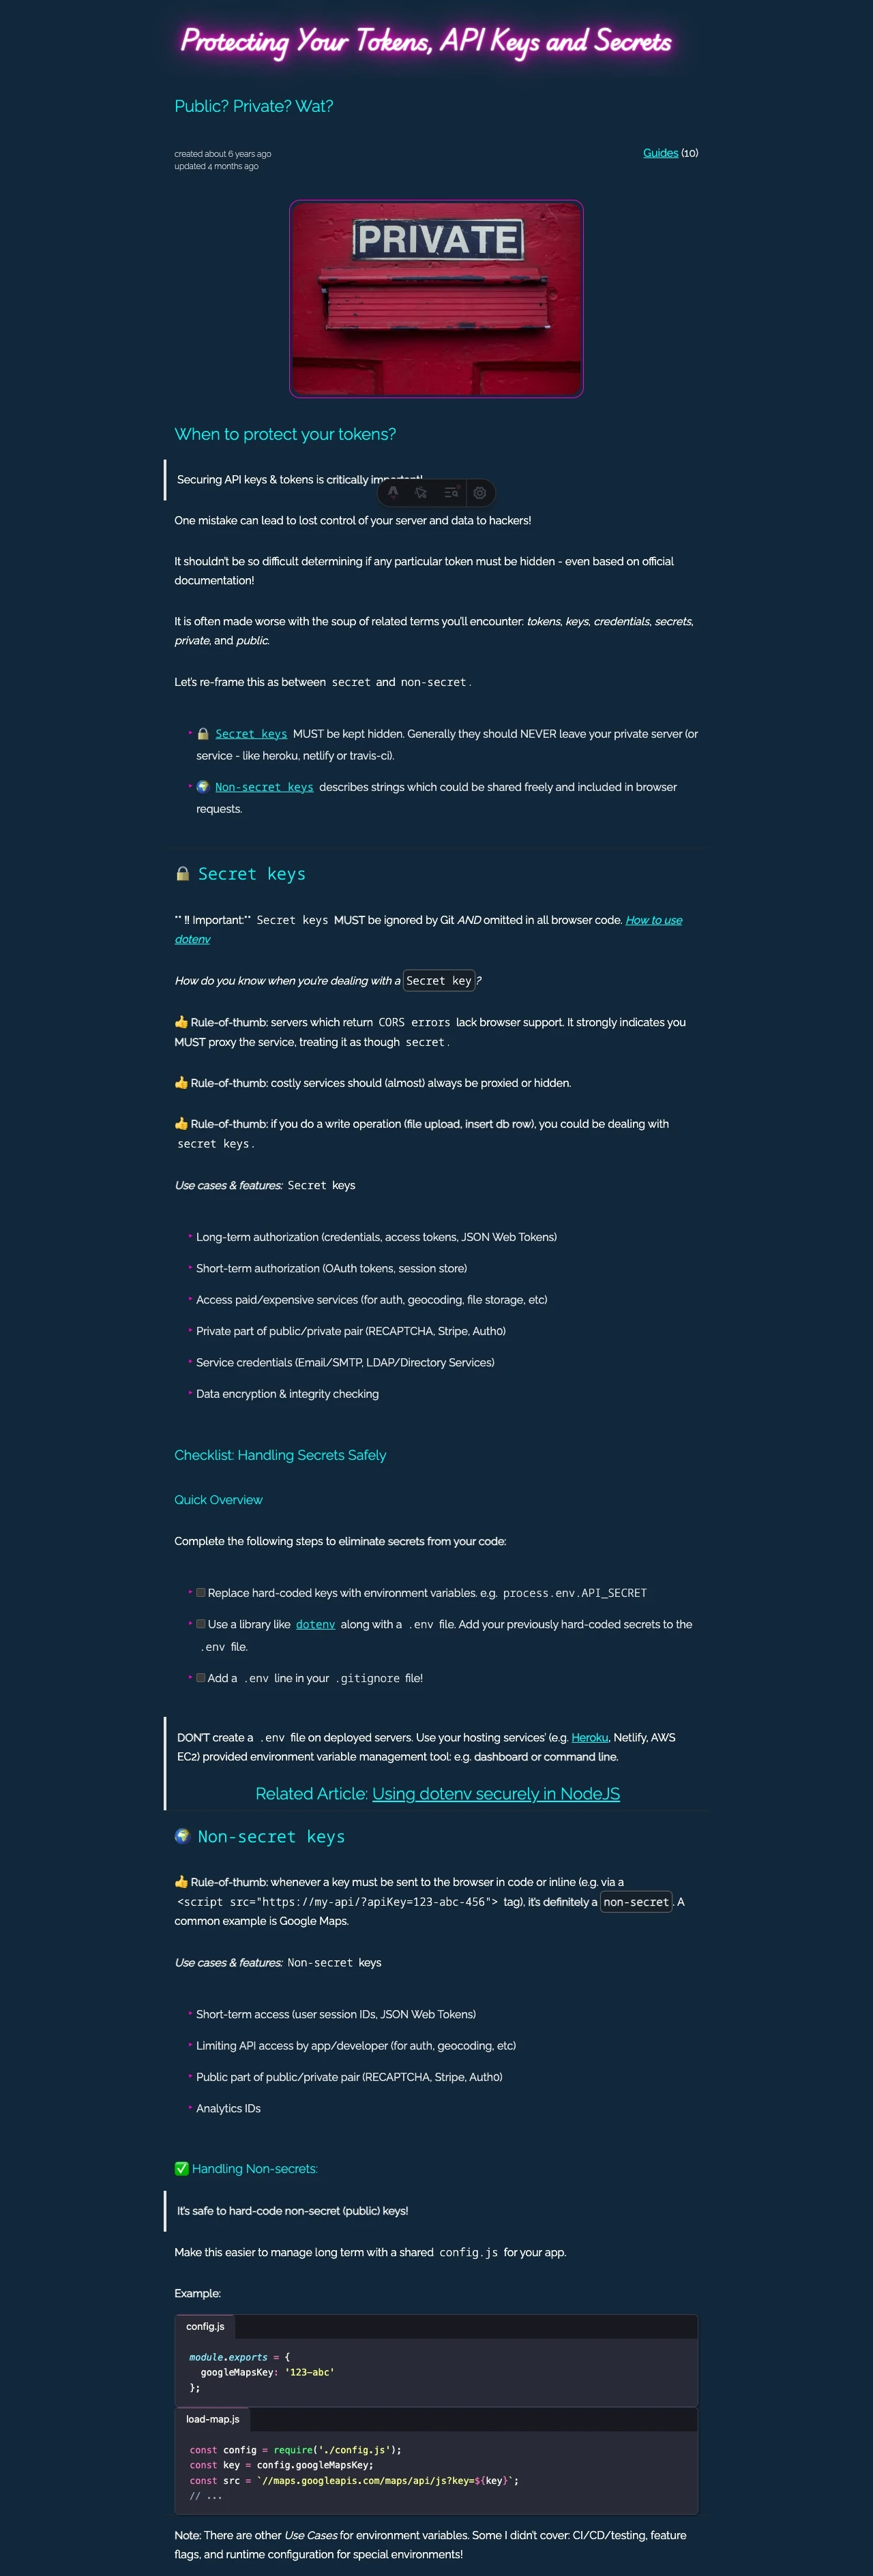 Protecting Your Tokens, API Keys and Secrets
Public? Private? Wat?
created about 6 years ago
updated 4 months ago
Guides (10)
PRIVATE
When to protect your tokens?
Securing API keys & tokens is critically important!
One mistake can lead to lost control of your server and data to hackers!
It shouldn't be so difficult determining if any particular token must be hidden - even based on official
documentation!
It is often made worse with the soup of related terms you'll encounter: tokens, keys, credentials, secrets,
private, and public.
Let's re-frame this as between secret and non-secret.
🔒 Secret keys MUST be kept hidden. Generally they should NEVER leave your private server (or
service - like heroku, netlify or travis-ci).
🌍 Non-secret keys describes strings which could be shared freely and included in browser
requests.
🔒 Secret keys
** ‼️ Important:** Secret keys MUST be ignored by Git AND omitted in all browser code. How to use
dotenv
How do you know when you're dealing with a Secret key?
👍 Rule-of-thumb: servers which return CORS errors lack browser support. It strongly indicates you
MUST proxy the service, treating it as though secret.
👍 Rule-of-thumb: costly services should (almost) always be proxied or hidden.
👍 Rule-of-thumb: if you do a write operation (file upload, insert db row), you could be dealing with
secret keys.
Use cases & features: Secret keys
Long-term authorization (credentials, access tokens, JSON Web Tokens)
Short-term authorization (OAuth tokens, session store)
Access paid/expensive services (for auth, geocoding, file storage, etc)
Private part of public/private pair (RECAPTCHA, Stripe, Auth0)
Service credentials (Email/SMTP, LDAP/Directory Services)
Data encryption & integrity checking
Checklist: Handling Secrets Safely
Quick Overview
Complete the following steps to eliminate secrets from your code:
Replace hard-coded keys with environment variables. e.g. process.env.API_SECRET
Use a library like dotenv along with a .env file. Add your previously hard-coded secrets to the
.env file.
Add a .env line in your .gitignore file!
DON'T create a .env file on deployed servers. Use your hosting services' (e.g. Heroku, Netlify, AWS
EC2) provided environment variable management tool: e.g. dashboard or command line.
Related Article: Using dotenv securely in NodeJS
🌍 Non-secret keys
👍 Rule-of-thumb: whenever a key must be sent to the browser in code or inline (e.g. via a
<script src="https://my-api/?apiKey=123-abc-456"> tag), it's definitely a non-secret. A
common example is Google Maps.
Use cases & features: Non-secret keys
Short-term access (user session IDs, JSON Web Tokens)
Limiting API access by app/developer (for auth, geocoding, etc)
Public part of public/private pair (RECAPTCHA, Stripe, Auth0)
Analytics IDs
✅ Handling Non-secrets:
It's safe to hard-code non-secret (public) keys!
Make this easier to manage long term with a shared config.js for your app.
Example:
config.js
module.exports = {
  googleMapsKey: '123-abc'
};
load-map.js
const config = require('./config.js');
const key = config.googleMapsKey;
const src = `//maps.googleapis.com/maps/api/js?key=${key}`;
// ...
Note: There are other Use Cases for environment variables. Some I didn't cover: CI/CD/testing, feature
flags, and runtime configuration for special environments!